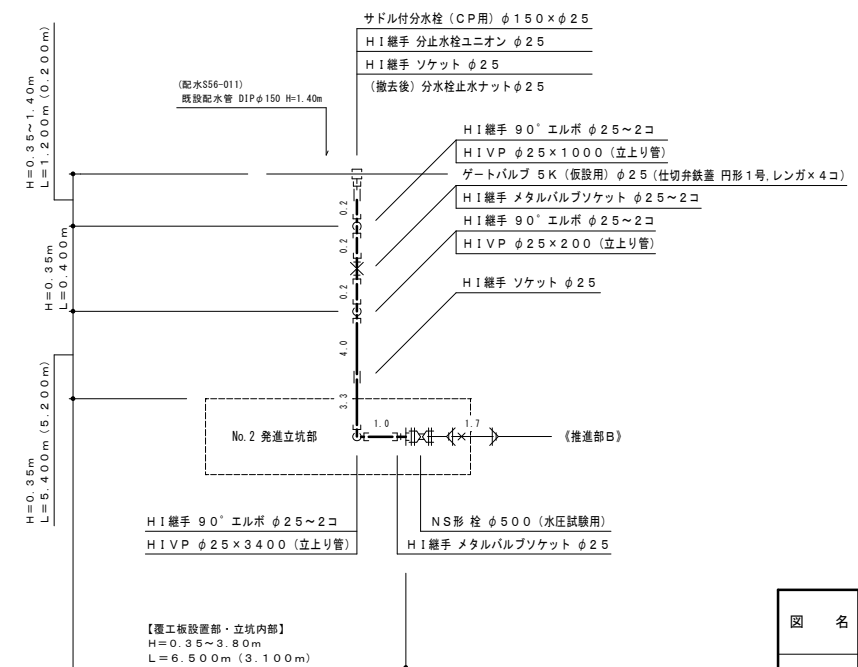 サドル付分水栓（CP用）φ150×φ25
HI継手 分止水栓ユニオン φ25
HI継手 ソケット φ25
（撤去後）分水栓止水ナットφ25
(配水S56-011)
既設配水管 DIPφ150 H=1.40m
H=0.35~1.40m
L=1.200m(0.200m)
HI継手 90°エルボ φ25~2コ
HIVP φ25×1000（立上り管）
ゲートバルブ 5K（仮設用）φ25（仕切弁鉄蓋 円形1号,レンガ×4コ）
HI継手 メタルバルブソケット φ25~2コ
HI継手 90°エルボ φ25~2コ
HIVP φ25×200（立上り管）
0.2
0.2
0.2
H=0.35m
L=0.400m
HI継手 ソケット φ25
4.0
3.3
H=0.35m
L=5.400m(5.200m)
No.2 発進立坑部
1.0
1.7
《推進部B》
HI継手 90°エルボ φ25~2コ
HIVP φ25×3400（立上り管）
NS形 栓 φ500（水圧試験用）
HI継手 メタルバルブソケット φ25
【覆工板設置部・立坑内部】
H=0.35~3.80m
L=6.500m(3.100m)
図 名